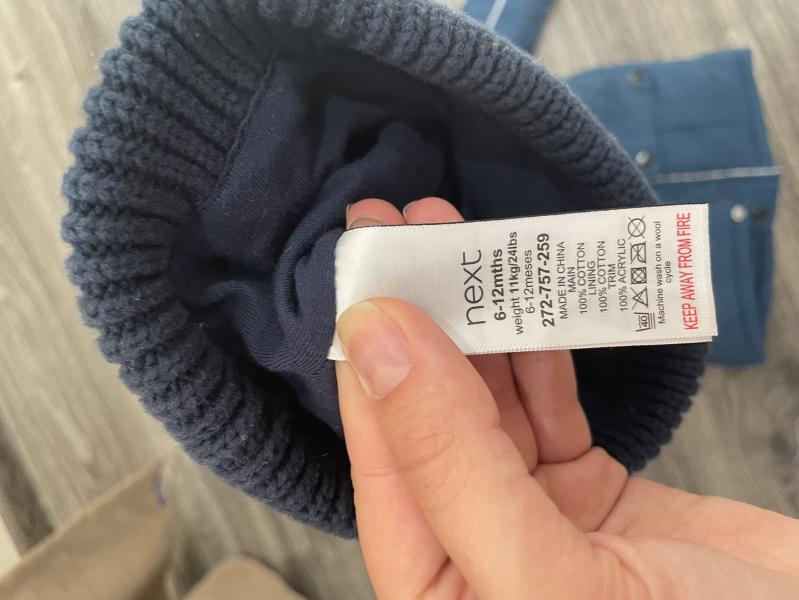 next
6-12mths
weight 11kg/24lbs
6-12meses
272-757-259
MADE IN CHINA
MAIN
100% COTTON
LINING
100% COTTON
TRIM
100% ACRYLIC
40
Machine wash on a wool
cycle
KEEP AWAY FROM FIRE